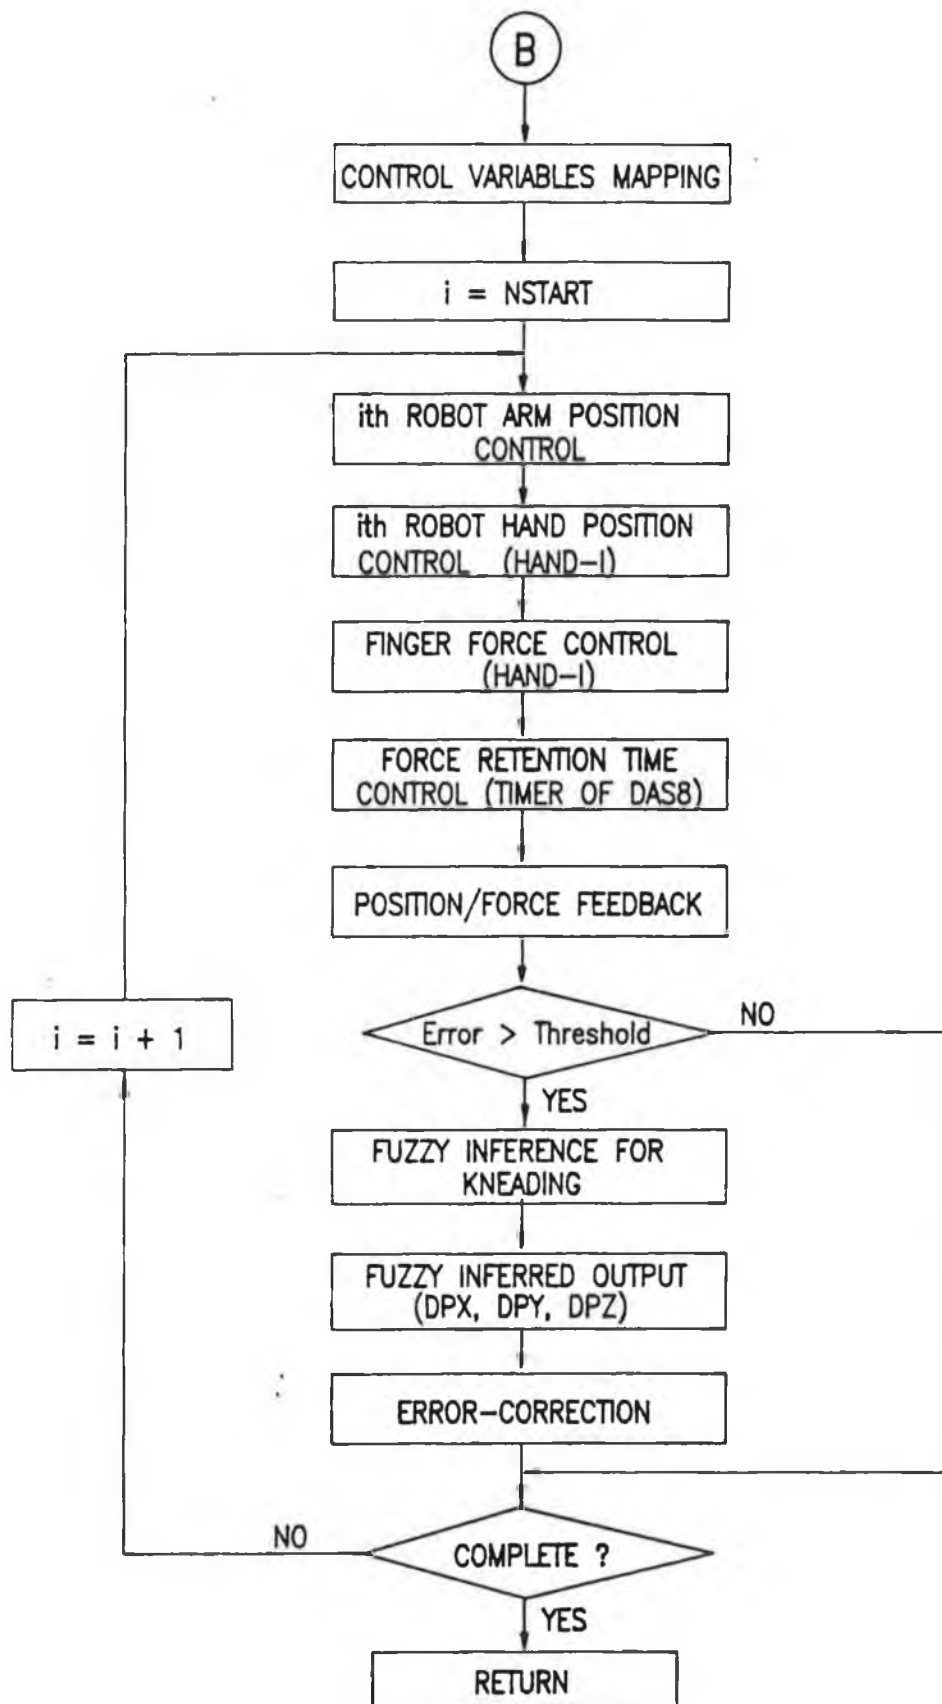 B
CONTROL VARIABLES MAPPING
i = NSTART
ith ROBOT ARM POSITION
CONTROL
ith ROBOT HAND POSITION
CONTROL (HAND-I)
FINGER FORCE CONTROL
(HAND-I)
FORCE RETENTION TIME
CONTROL (TIMER OF DAS8)
POSITION/FORCE FEEDBACK
Error > Threshold
NO
i = i + 1
YES
FUZZY INFERENCE FOR
KNEADING
FUZZY INFERRED OUTPUT
(DPX, DPY, DPZ)
ERROR-CORRECTION
NO
COMPLETE ?
YES
RETURN